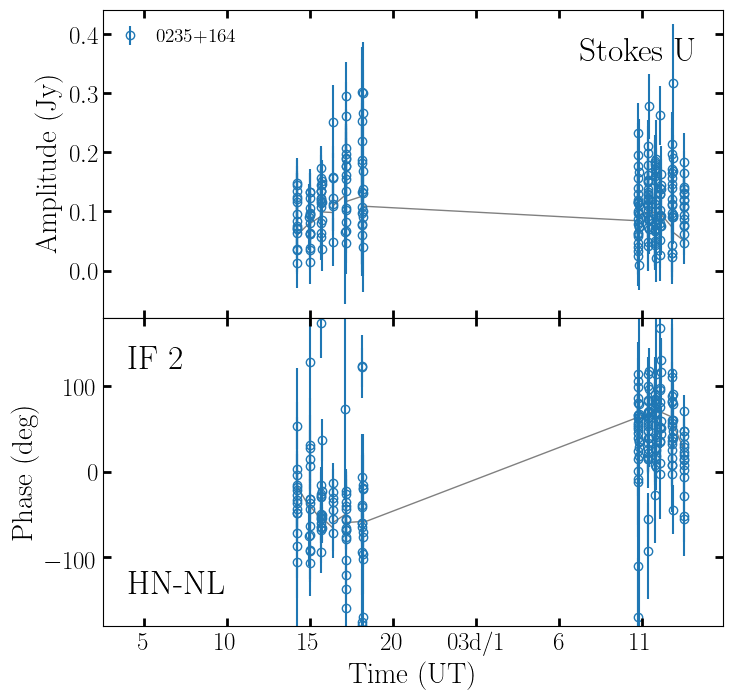 0235+164
Stokes U
0.4
0.3
0.2
0.1
0.0
Amplitude (Jy)
IF 2
100
0
−100
Phase (deg)
HN-NL
5 10 15 20 03d/1 6 11
Time (UT)